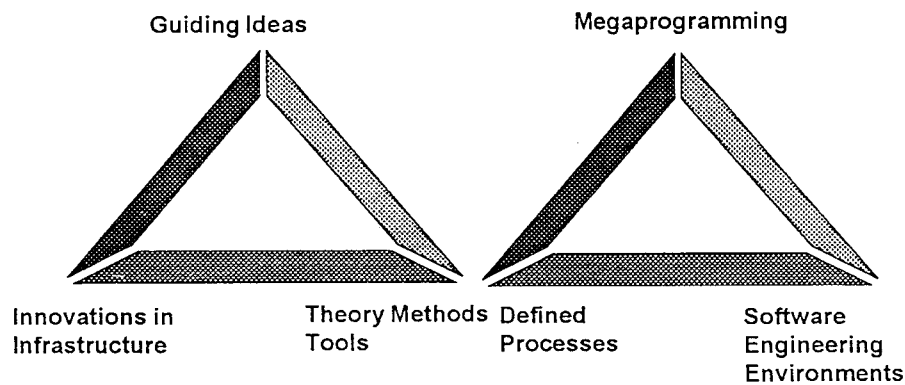 Guiding Ideas
Megaprogramming
Innovations in
Infrastructure
Theory Methods
Tools
Defined
Processes
Software
Engineering
Environments